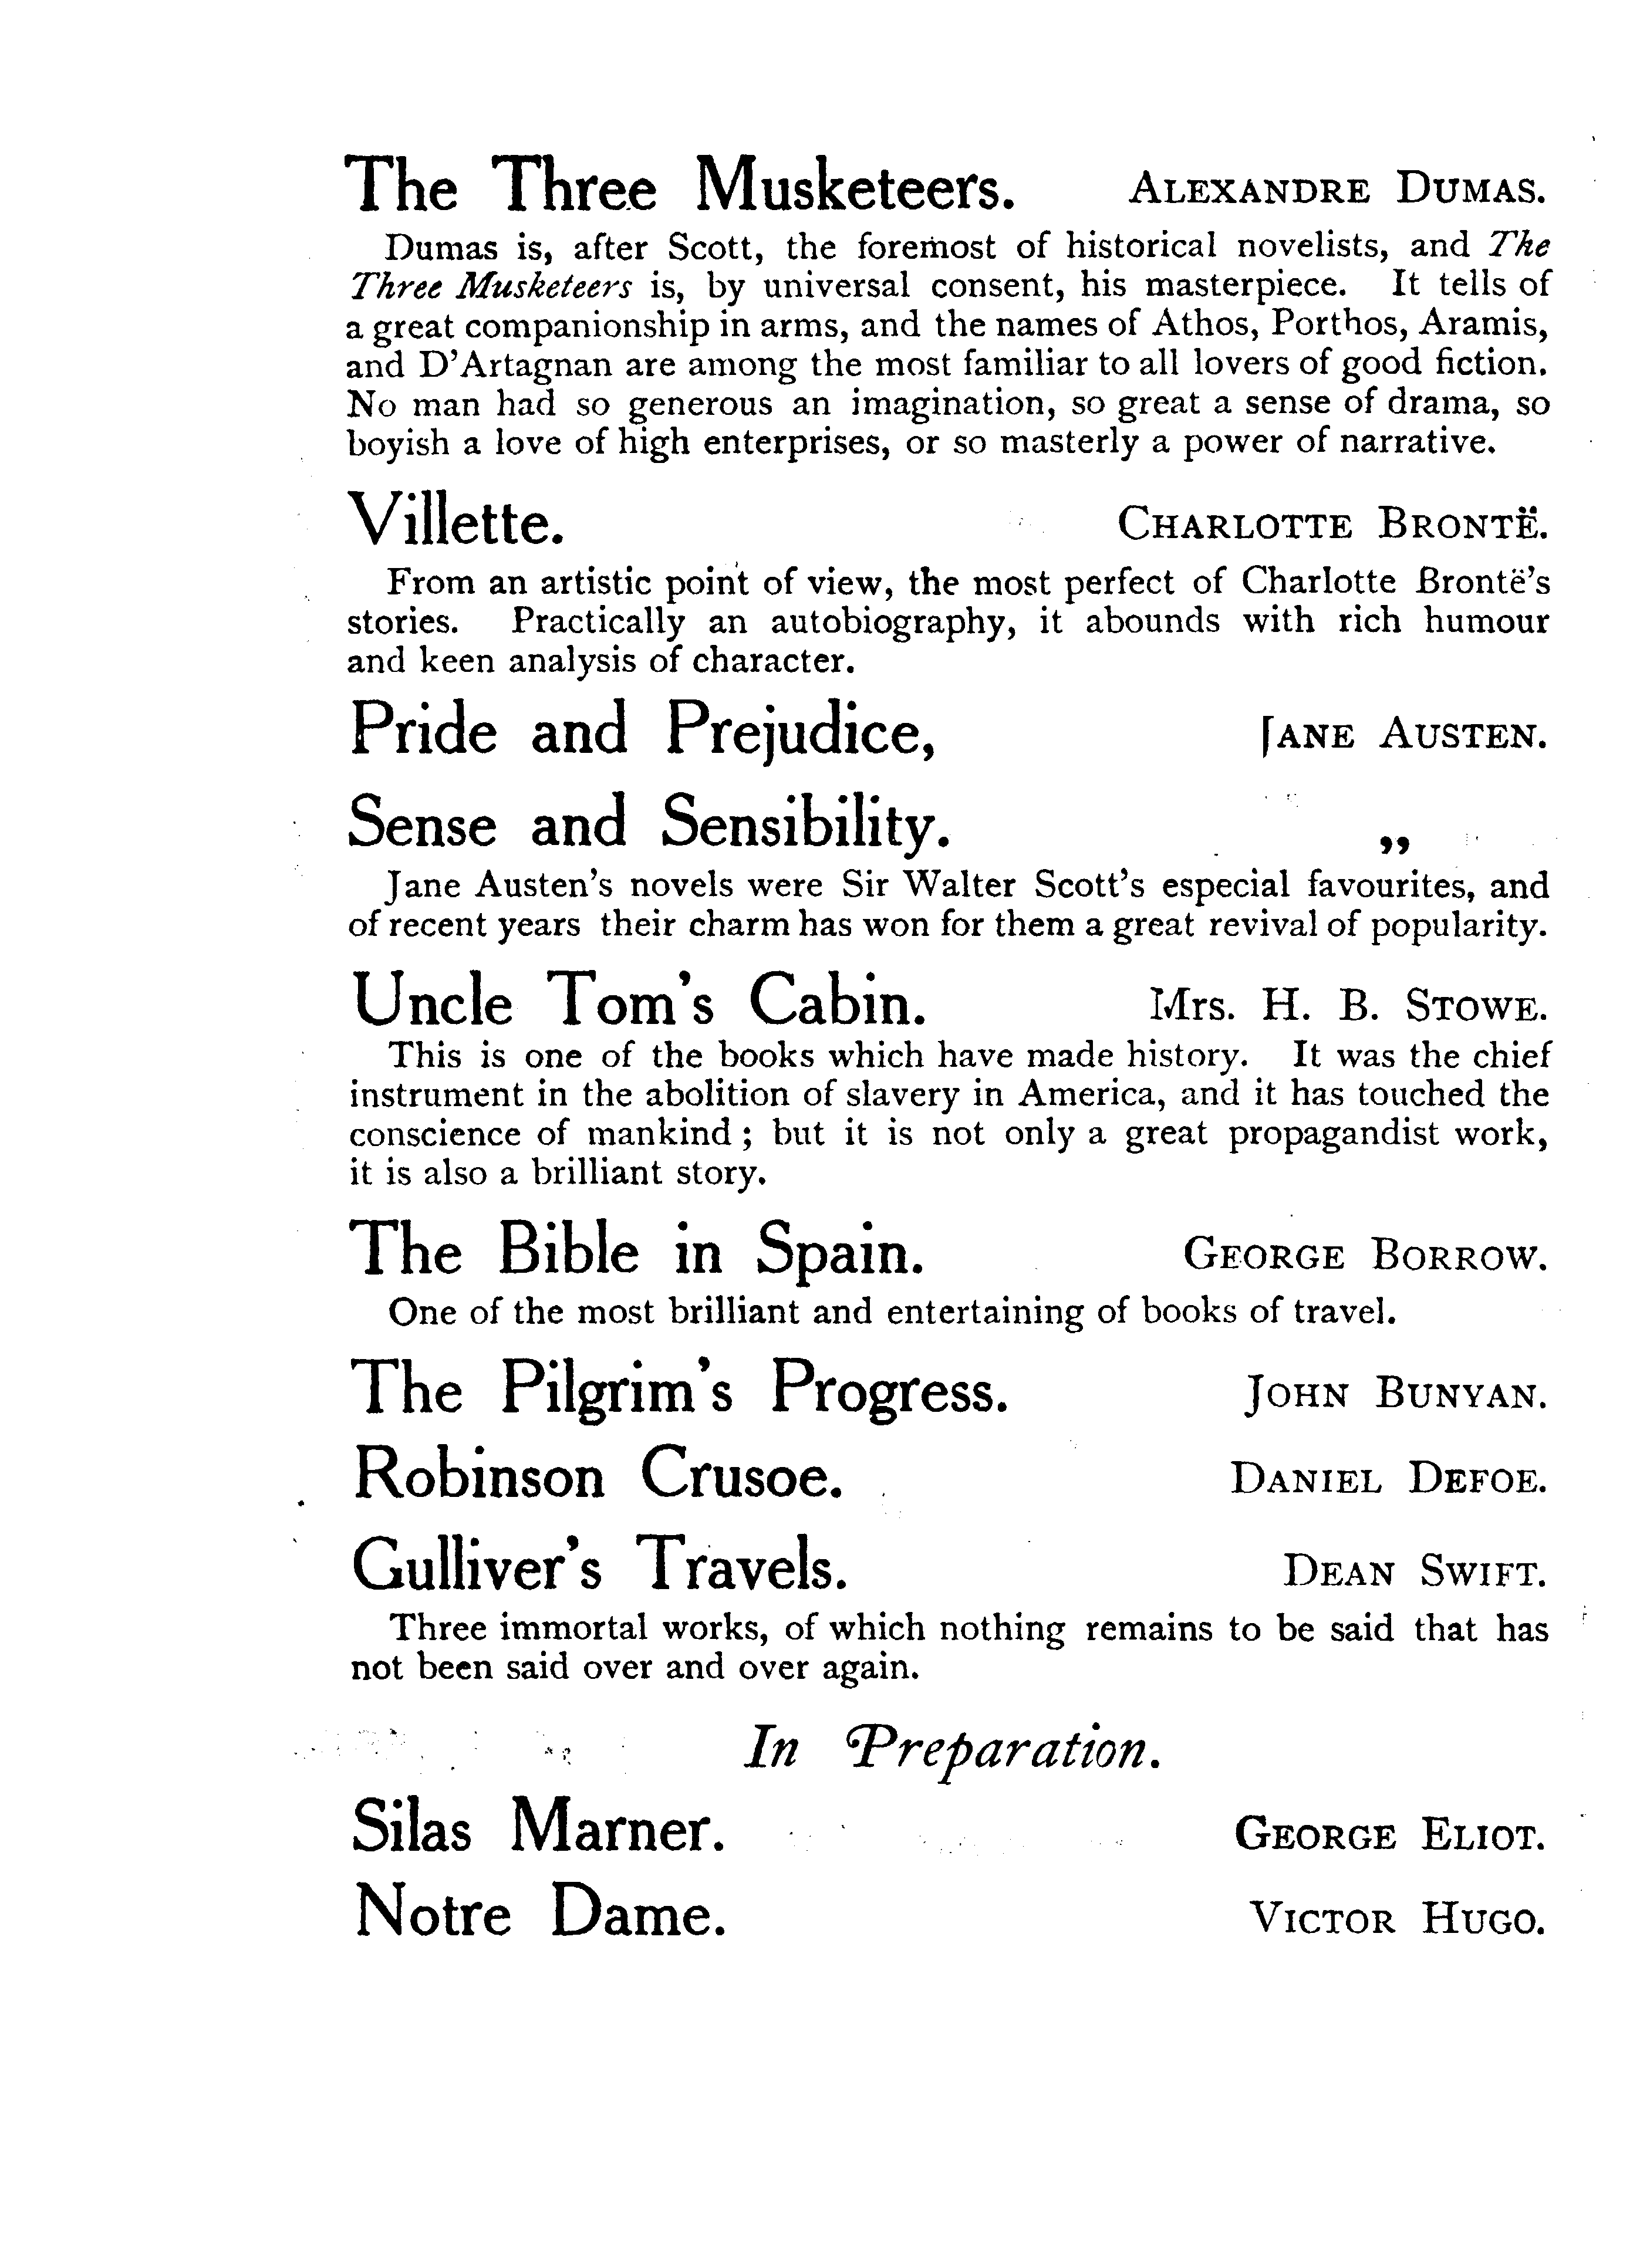 The Three Musketeers. ALEXANDRE DUMAS.
Dumas is, after Scott, the foremost of historical novelists, and The
Three Musketeers is, by universal consent, his masterpiece. It tells of
a great companionship in arms, and the names of Athos, Porthos, Aramis,
and D'Artagnan are among the most familiar to all lovers of good fiction.
No man had so generous an imagination, so great a sense of drama, so
boyish a love of high enterprises, or so masterly a power of narrative.
Villette. CHARLOTTE BRONTË.
From an artistic point of view, the most perfect of Charlotte Brontë's
stories. Practically an autobiography, it abounds with rich humour
and keen analysis of character.
Pride and Prejudice, JANE AUSTEN.
Sense and Sensibility. ,,
Jane Austen's novels were Sir Walter Scott's especial favourites, and
of recent years their charm has won for them a great revival of popularity.
Uncle Tom's Cabin. Mrs. H. B. STOWE.
This is one of the books which have made history. It was the chief
instrument in the abolition of slavery in America, and it has touched the
conscience of mankind ; but it is not only a great propagandist work,
it is also a brilliant story.
The Bible in Spain. GEORGE BORROW.
One of the most brilliant and entertaining of books of travel.
The Pilgrim's Progress. JOHN BUNYAN.
Robinson Crusoe. DANIEL DEFOE.
Gulliver's Travels. DEAN SWIFT.
Three immortal works, of which nothing remains to be said that has
not been said over and over again.
In Preparation.
Silas Marner. GEORGE ELIOT.
Notre Dame. VICTOR HUGO.